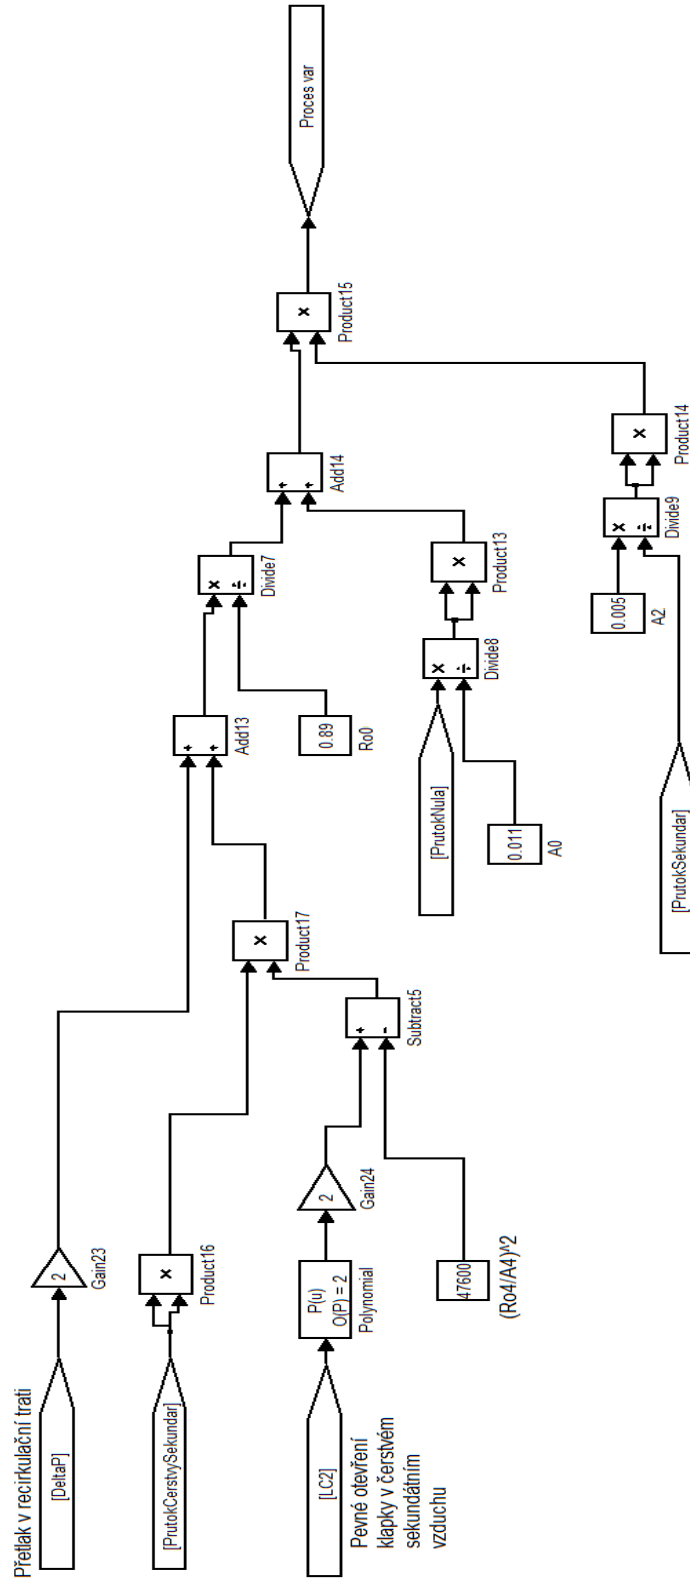 Přetlak v recirkulační trati
[DeltaP]
2
Gain23
[PrutokCerstvySekundar]
×
Product16
[LC2]
Pevné otevření
klapky v čerstvém
sekundátním
vzduchu
P(u)
O(P) = 2
Polynomial
2
Gain24
47600
(Ro4/A4)^2
+
-
Subtract5
×
Product17
+
+
Add13
0.89
Ro0
×
÷
Divide7
[PrutokNula]
0.011
A0
×
÷
Divide8
×
Product13
+
+
Add14
[PrutokSekundar]
0.005
A2
×
÷
Divide9
×
Product14
×
Product15
Proces var